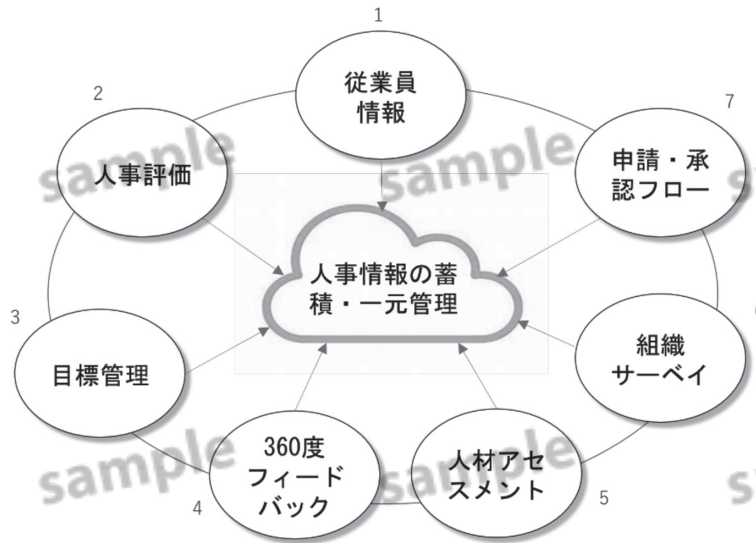 1
従業員
情報
2
人事評価
7
申請・承
認フロー
人事情報の蓄
積・一元管理
3
目標管理
組織
サーベイ
360度
フィード
バック
4
人材アセ
スメント
5
sample
sample
sample
sample